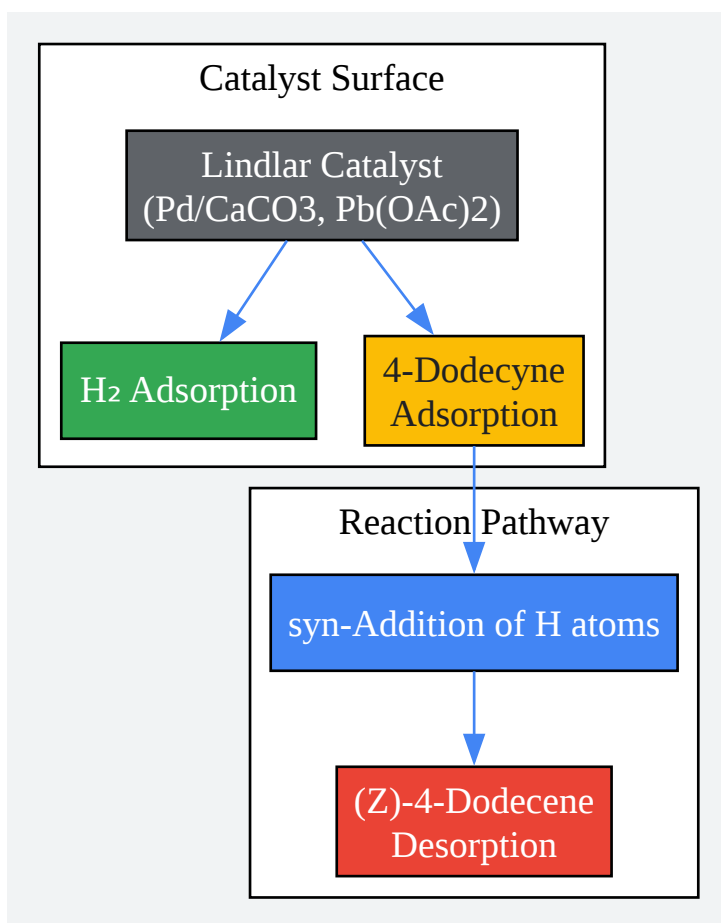 Catalyst Surface
Lindlar Catalyst
(Pd/CaCO3, Pb(OAc)2)
H₂ Adsorption
4-Dodecyne
Adsorption
Reaction Pathway
syn-Addition of H atoms
(Z)-4-Dodecene
Desorption